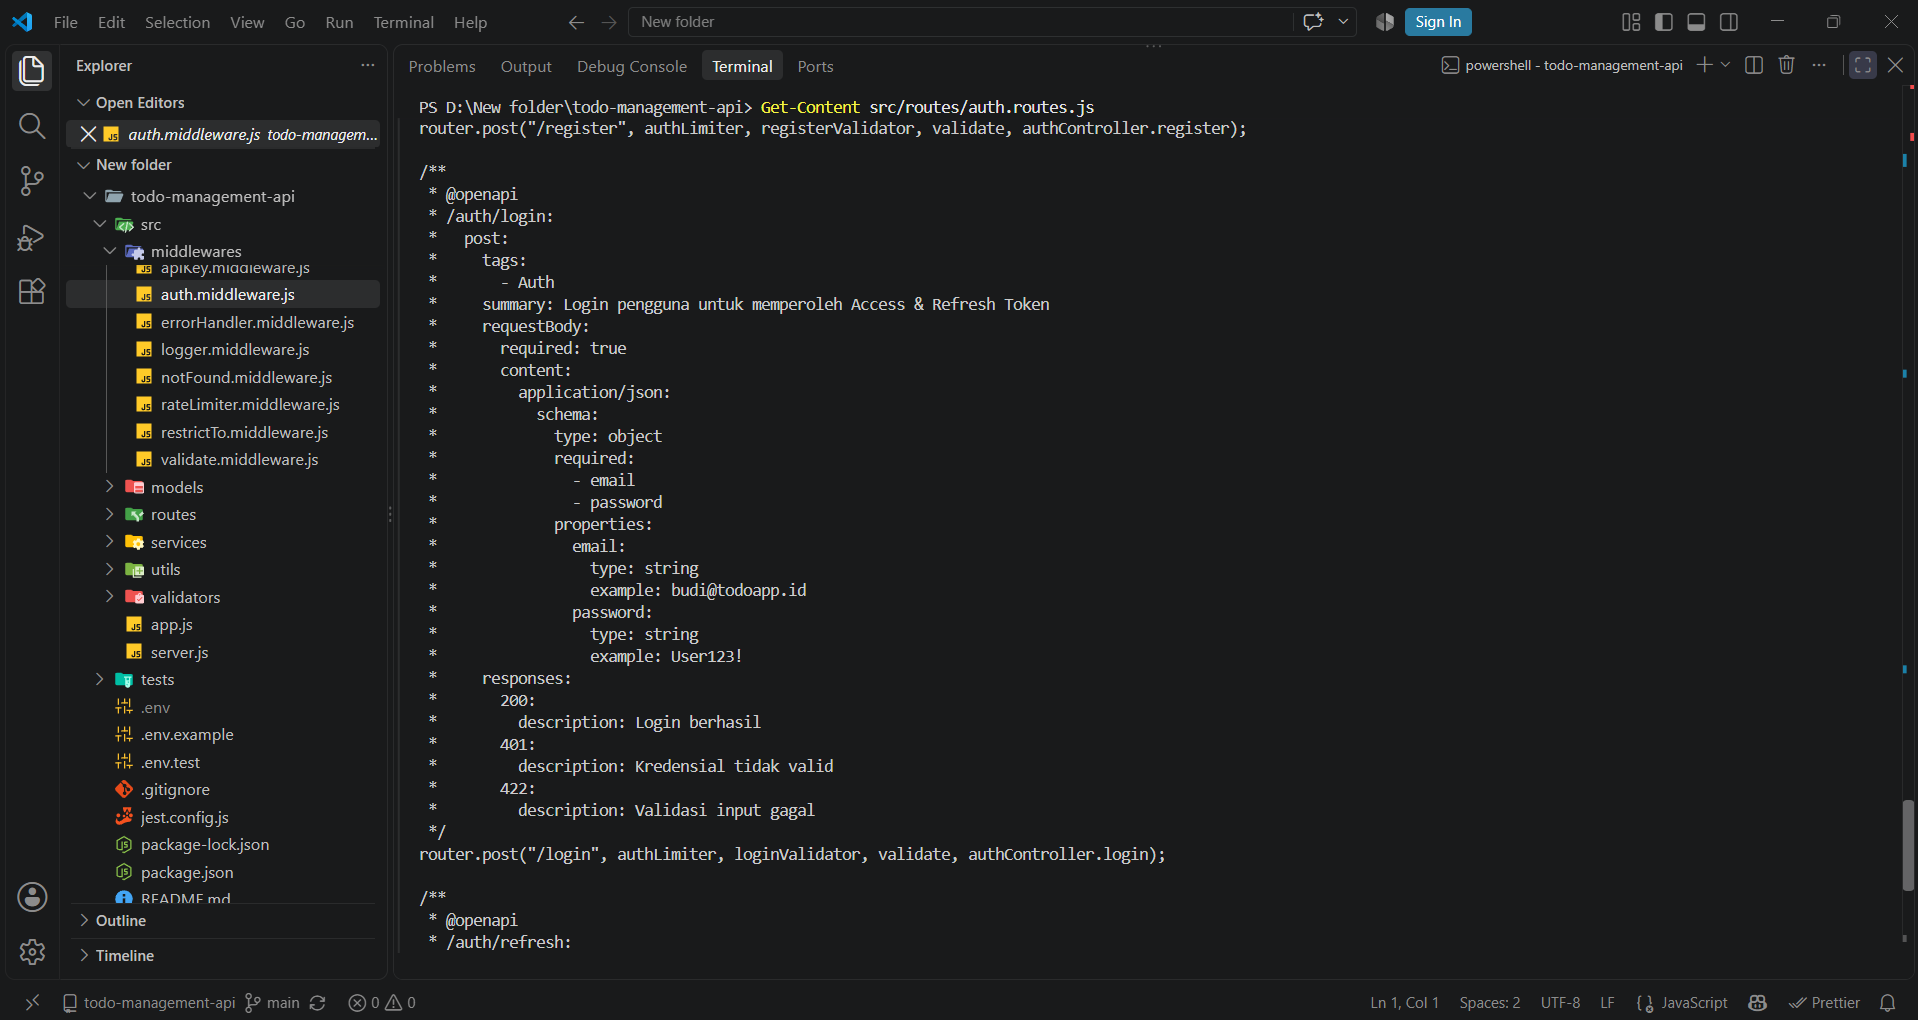 File Edit Selection View Go Run Terminal Help
New folder
Sign In
Explorer
Open Editors
auth.middleware.js todo-managem...
New folder
todo-management-api
src
middlewares
apiKey.middleware.js
auth.middleware.js
errorHandler.middleware.js
logger.middleware.js
notFound.middleware.js
rateLimiter.middleware.js
restrictTo.middleware.js
validate.middleware.js
models
routes
services
utils
validators
app.js
server.js
tests
.env
.env.example
.env.test
.gitignore
jest.config.js
package-lock.json
package.json
README.md
Outline
Timeline
Problems Output Debug Console Terminal Ports
powershell - todo-management-api
PS D:\New folder\todo-management-api> Get-Content src/routes/auth.routes.js
router.post("/register", authLimiter, registerValidator, validate, authController.register);
/**
 * @openapi
 * /auth/login:
 *   post:
 *     tags:
 *       - Auth
 *     summary: Login pengguna untuk memperoleh Access & Refresh Token
 *     requestBody:
 *       required: true
 *       content:
 *         application/json:
 *           schema:
 *             type: object
 *             required:
 *               - email
 *               - password
 *             properties:
 *               email:
 *                 type: string
 *                 example: budi@todoapp.id
 *               password:
 *                 type: string
 *                 example: User123!
 *     responses:
 *       200:
 *         description: Login berhasil
 *       401:
 *         description: Kredensial tidak valid
 *       422:
 *         description: Validasi input gagal
 */
router.post("/login", authLimiter, loginValidator, validate, authController.login);
/**
 * @openapi
 * /auth/refresh:
todo-management-api main 0 0
Ln 1, Col 1 Spaces: 2 UTF-8 LF JavaScript Prettier